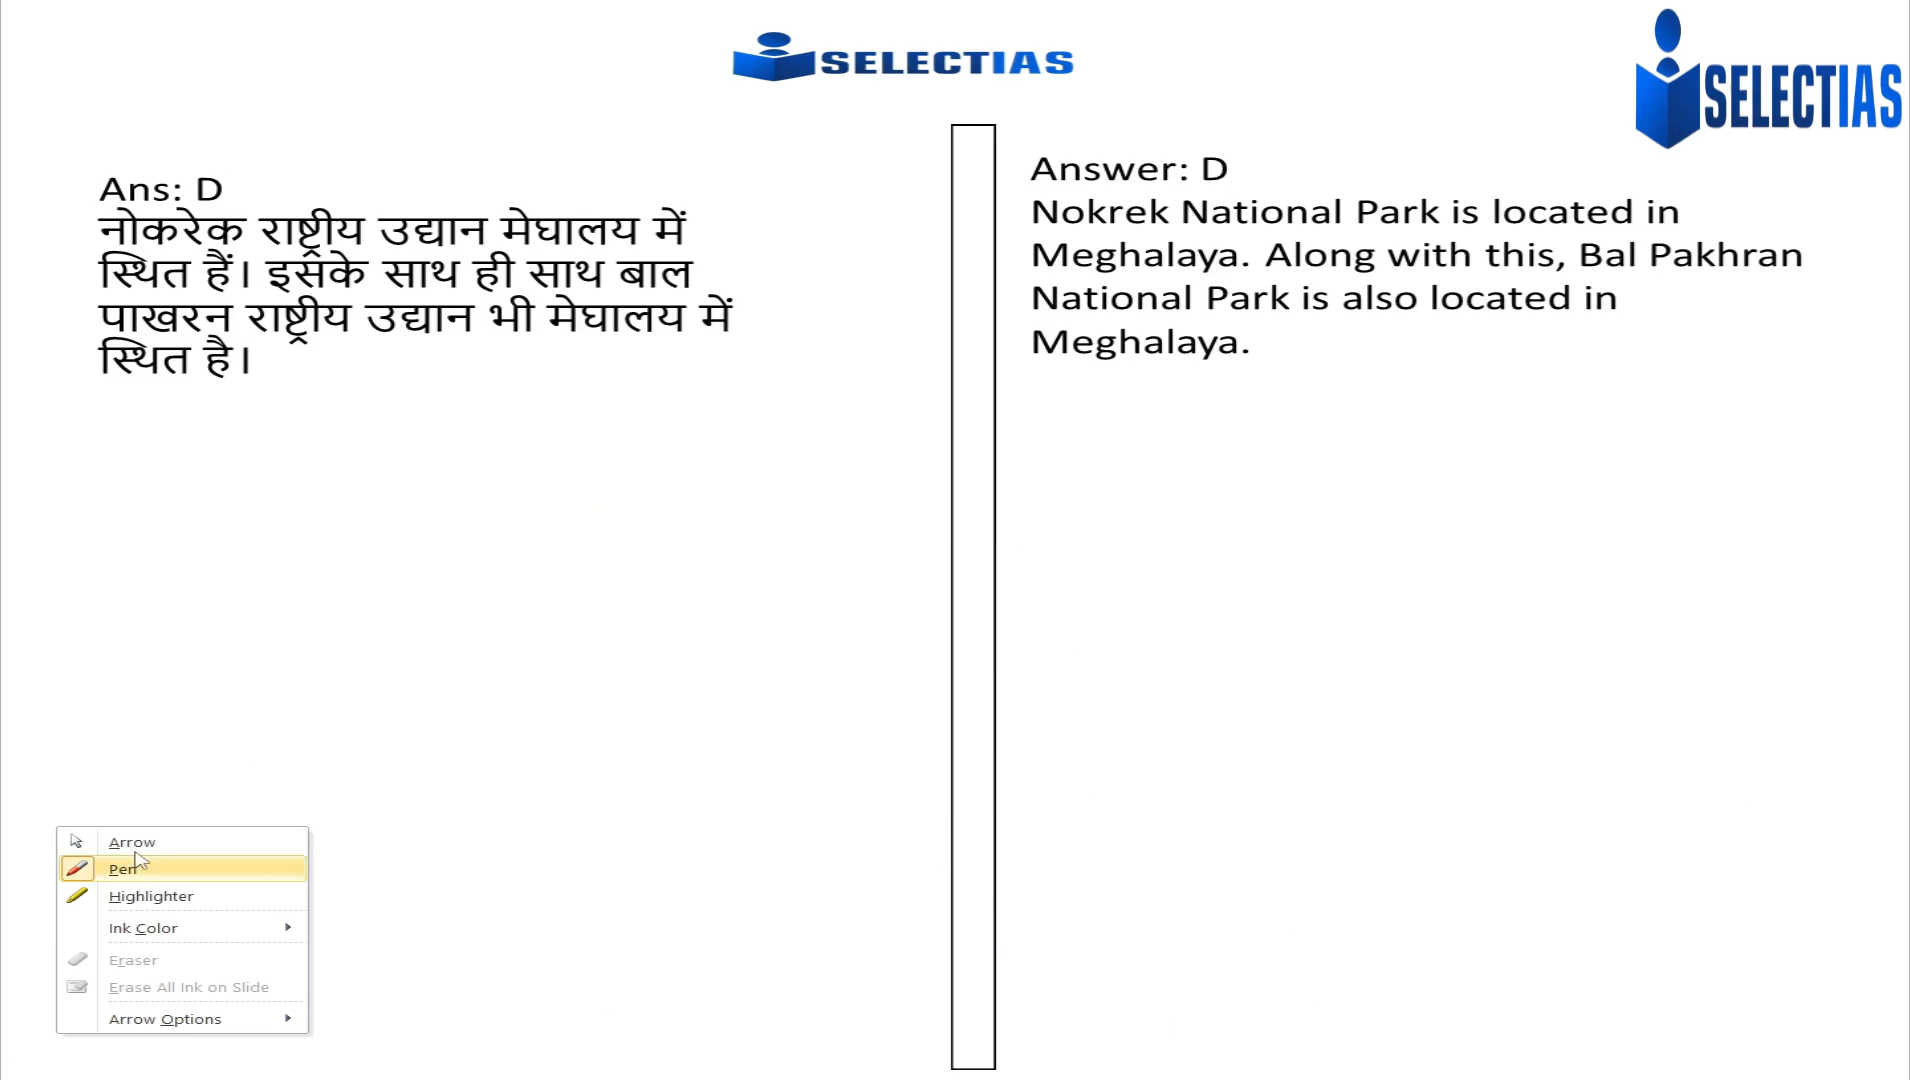 SELECTIAS
SELECTIAS
Ans: D
नोकरेक राष्ट्रीय उद्यान मेघालय में
स्थित हैं। इसके साथ ही साथ बाल
पाखरन राष्ट्रीय उद्यान भी मेघालय में
स्थित है।
Answer: D
Nokrek National Park is located in
Meghalaya. Along with this, Bal Pakhran
National Park is also located in
Meghalaya.
Arrow
Pen
Highlighter
Ink Color
Eraser
Erase All Ink on Slide
Arrow Options